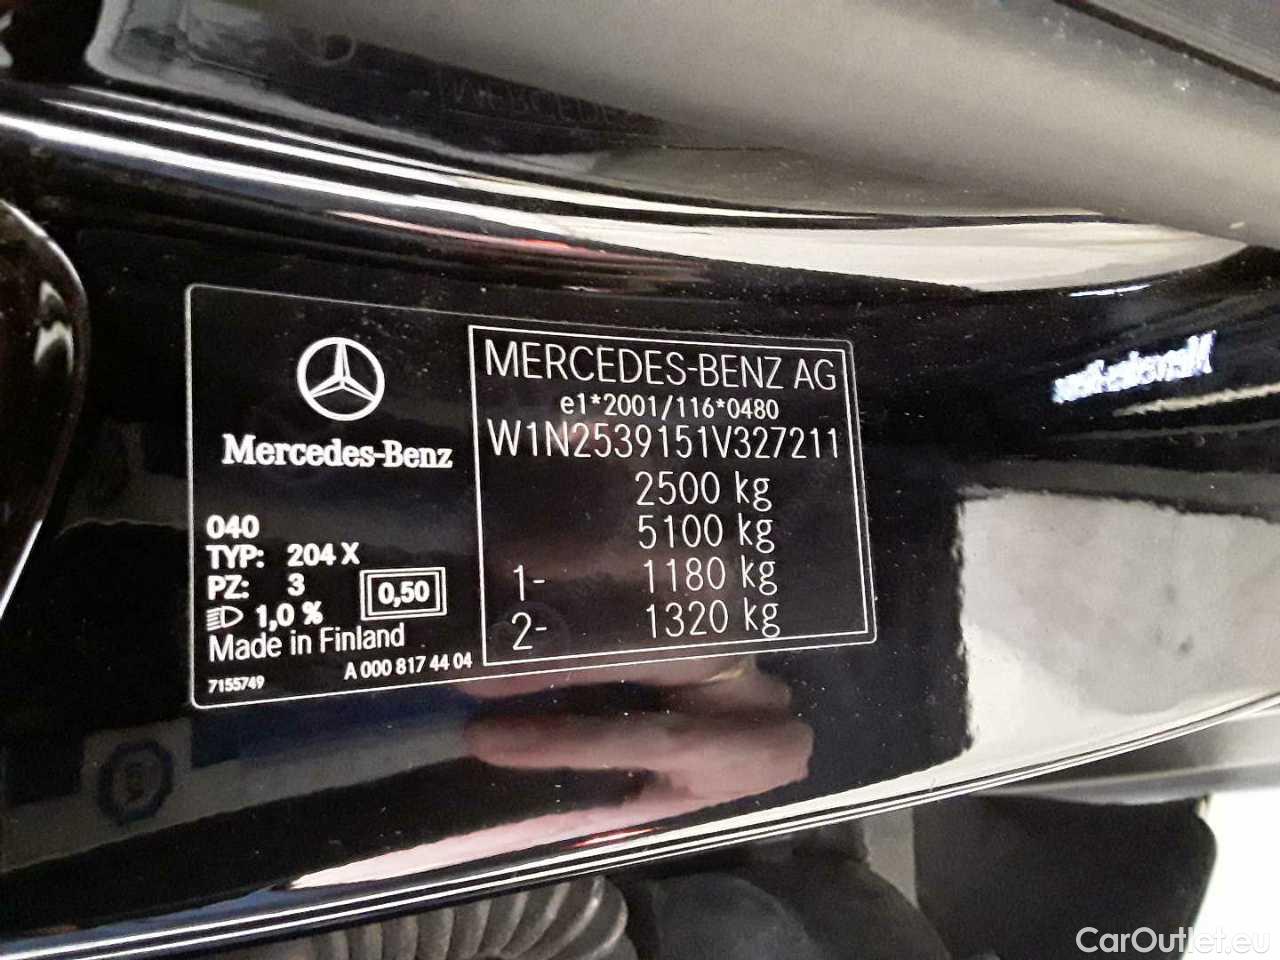 Mercedes-Benz
040
TYP: 204 X
PZ: 3
1,0 %
0,50
Made in Finland
A 000 817 44 04
7155749
MERCEDES-BENZ AG
e1*2001/116*0480
W1N2539151V327211
2500 kg
5100 kg
1- 1180 kg
2- 1320 kg
CarOutlet.eu